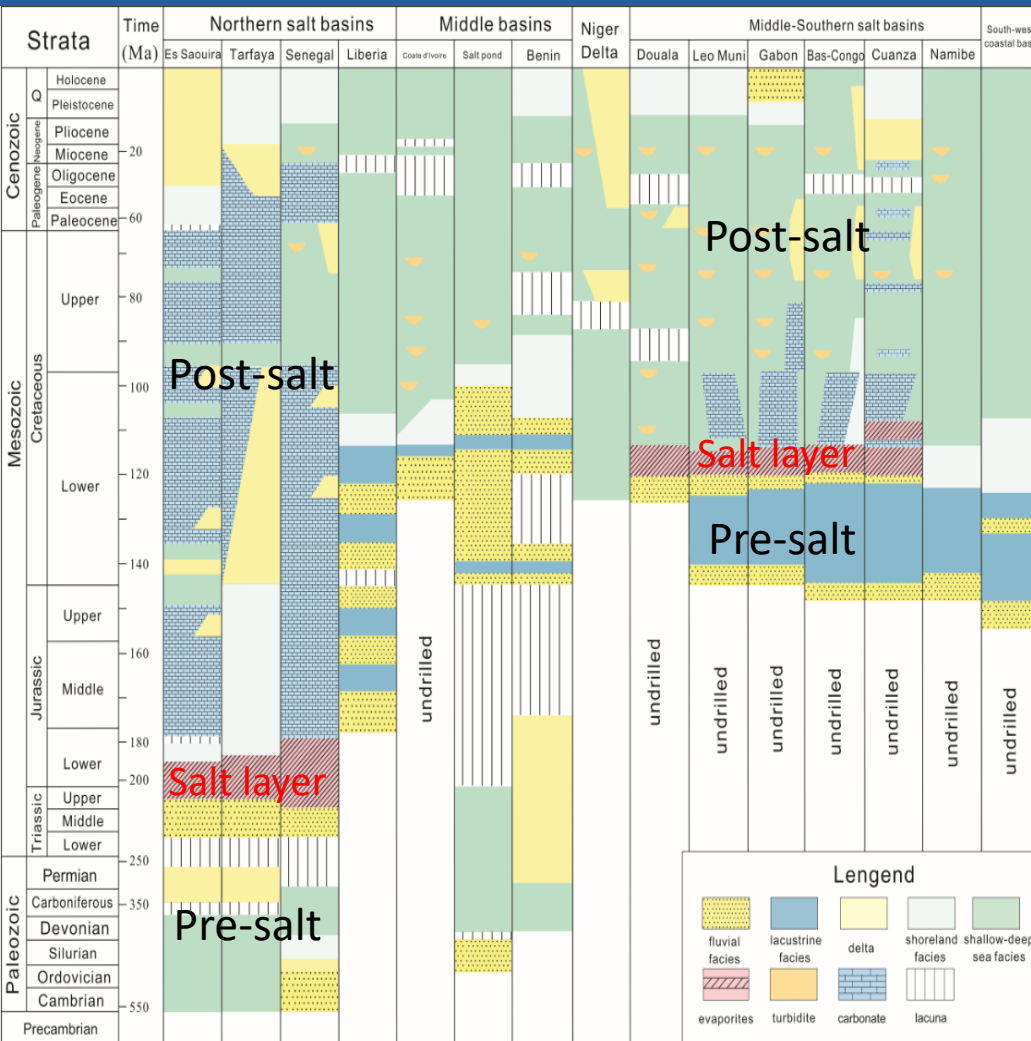 Strata
Time
(Ma)
Northern salt basins
Middle basins
Niger
Delta
Middle-Southern salt basins
South-west
coastal bas
Es Saouira
Tarfaya
Senegal
Liberia
Coate d'Ivoire
Salt pond
Benin
Douala
Leo Muni
Gabon
Bas-Congo
Cuanza
Namibe
Cenozoic
Q
Holocene
Pleistocene
Neogene
Pliocene
Miocene
20
Paleogene
Oligocene
Eocene
Paleocene
60
Post-salt
Mesozoic
Cretaceous
Upper
80
Post-salt
100
Lower
120
Salt layer
Pre-salt
140
Jurassic
Upper
160
Middle
180
Lower
200
Salt layer
undrilled
undrilled
undrilled
undrilled
undrilled
undrilled
undrilled
undrilled
Triassic
Upper
Middle
Lower
250
Paleozoic
Permian
Carboniferous
350
Devonian
Pre-salt
Silurian
Ordovician
Cambrian
550
Precambrian
Lengend
fluvial
facies
lacustrine
facies
delta
shoreland
facies
shallow-deep
sea facies
evaporites
turbidite
carbonate
lacuna